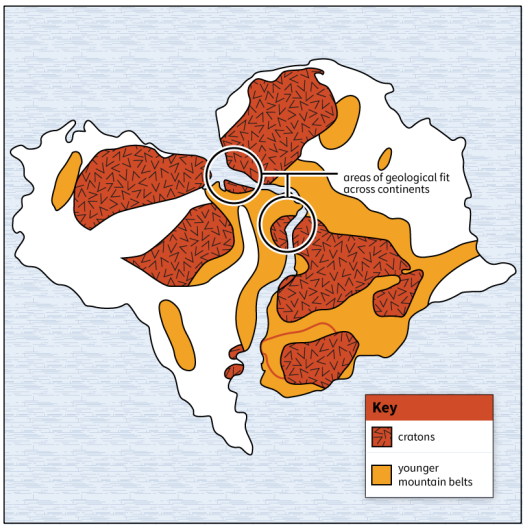 areas of geological fit
across continents
Key
cratons
younger
mountain belts